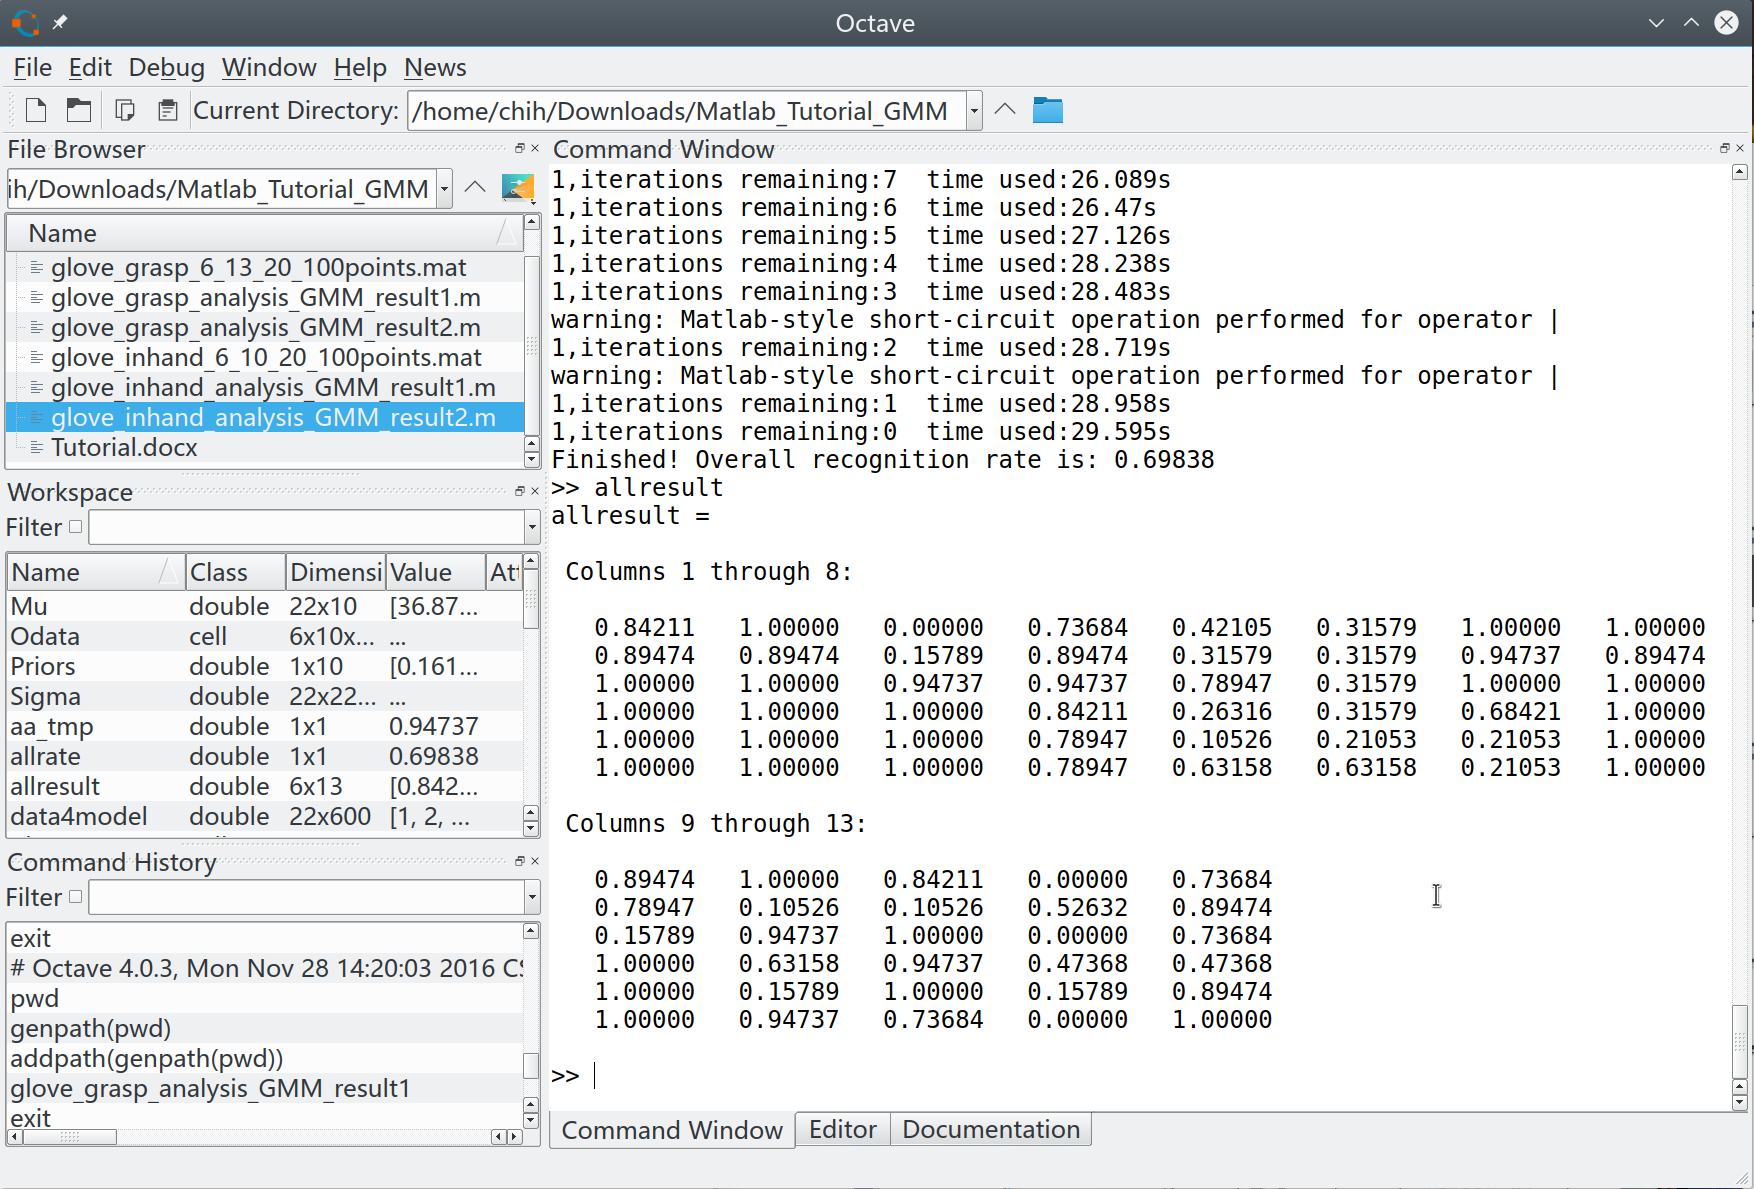 Octave
File Edit Debug Window Help News
Current Directory: /home/chih/Downloads/Matlab_Tutorial_GMM
File Browser
ih/Downloads/Matlab_Tutorial_GMM
Name
glove_grasp_6_13_20_100points.mat
glove_grasp_analysis_GMM_result1.m
glove_grasp_analysis_GMM_result2.m
glove_inhand_6_10_20_100points.mat
glove_inhand_analysis_GMM_result1.m
glove_inhand_analysis_GMM_result2.m
Tutorial.docx
Workspace
Filter
Name Class Dimensi Value Att
Mu double 22x10 [36.87...
Odata cell 6x10x... ...
Priors double 1x10 [0.161...
Sigma double 22x22... ...
aa_tmp double 1x1 0.94737
allrate double 1x1 0.69838
allresult double 6x13 [0.842...
data4model double 22x600 [1, 2, ...
Command History
Filter
exit
# Octave 4.0.3, Mon Nov 28 14:20:03 2016 CS
pwd
genpath(pwd)
addpath(genpath(pwd))
glove_grasp_analysis_GMM_result1
exit
Command Window
1,iterations remaining:7 time used:26.089s
1,iterations remaining:6 time used:26.47s
1,iterations remaining:5 time used:27.126s
1,iterations remaining:4 time used:28.238s
1,iterations remaining:3 time used:28.483s
warning: Matlab-style short-circuit operation performed for operator |
1,iterations remaining:2 time used:28.719s
warning: Matlab-style short-circuit operation performed for operator |
1,iterations remaining:1 time used:28.958s
1,iterations remaining:0 time used:29.595s
Finished! Overall recognition rate is: 0.69838
>> allresult
allresult =
Columns 1 through 8:
0.84211 1.00000 0.00000 0.73684 0.42105 0.31579 1.00000 1.00000
0.89474 0.89474 0.15789 0.89474 0.31579 0.31579 0.94737 0.89474
1.00000 1.00000 0.94737 0.94737 0.78947 0.31579 1.00000 1.00000
1.00000 1.00000 1.00000 0.84211 0.26316 0.31579 0.68421 1.00000
1.00000 1.00000 1.00000 0.78947 0.10526 0.21053 0.21053 1.00000
1.00000 1.00000 1.00000 0.78947 0.63158 0.63158 0.21053 1.00000
Columns 9 through 13:
0.89474 1.00000 0.84211 0.00000 0.73684
0.78947 0.10526 0.10526 0.52632 0.89474
0.15789 0.94737 1.00000 0.00000 0.73684
1.00000 0.63158 0.94737 0.47368 0.47368
1.00000 0.15789 1.00000 0.15789 0.89474
1.00000 0.94737 0.73684 0.00000 1.00000
>>
Command Window Editor Documentation